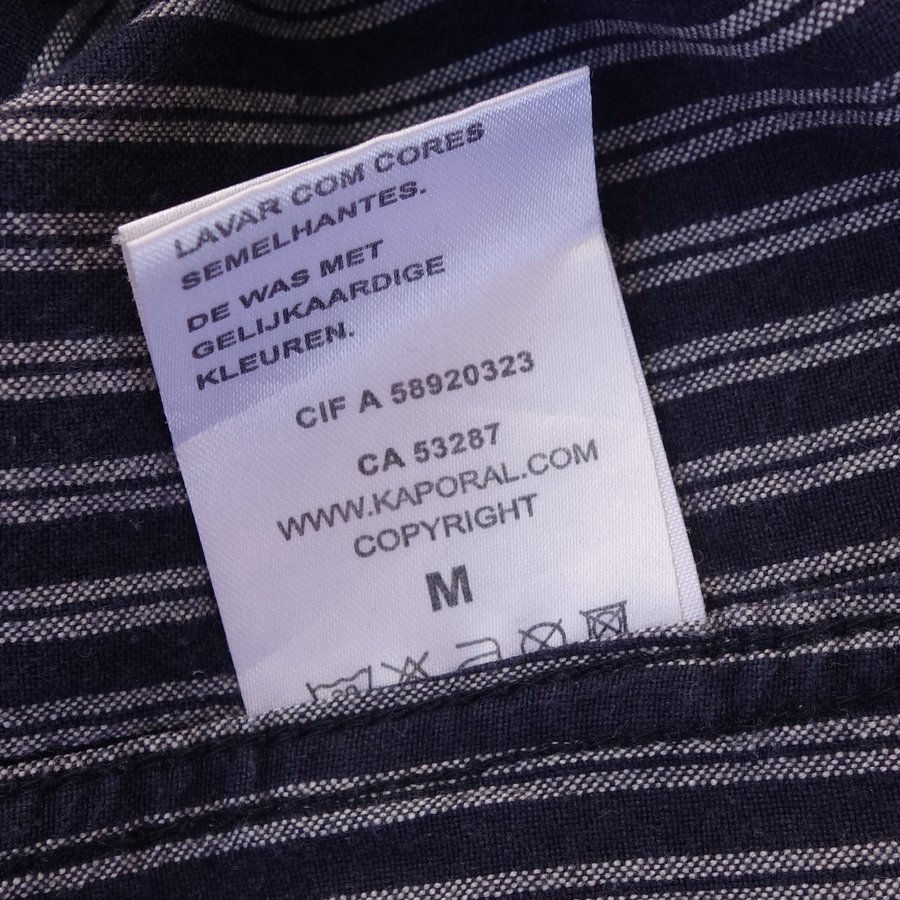 LAVAR COM CORES
SEMELHANTES.
DE WAS MET
GELIJKAARDIGE
KLEUREN.
CIF A 58920323
CA 53287
WWW.KAPORAL.COM
COPYRIGHT
M